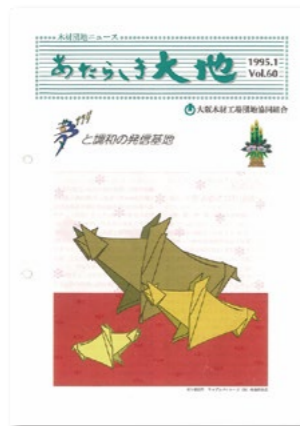 木材団地ニュース
あたらしき大地
1995.1
Vol.60
大阪木材工場団地協同組合
夢
と調和の発信基地